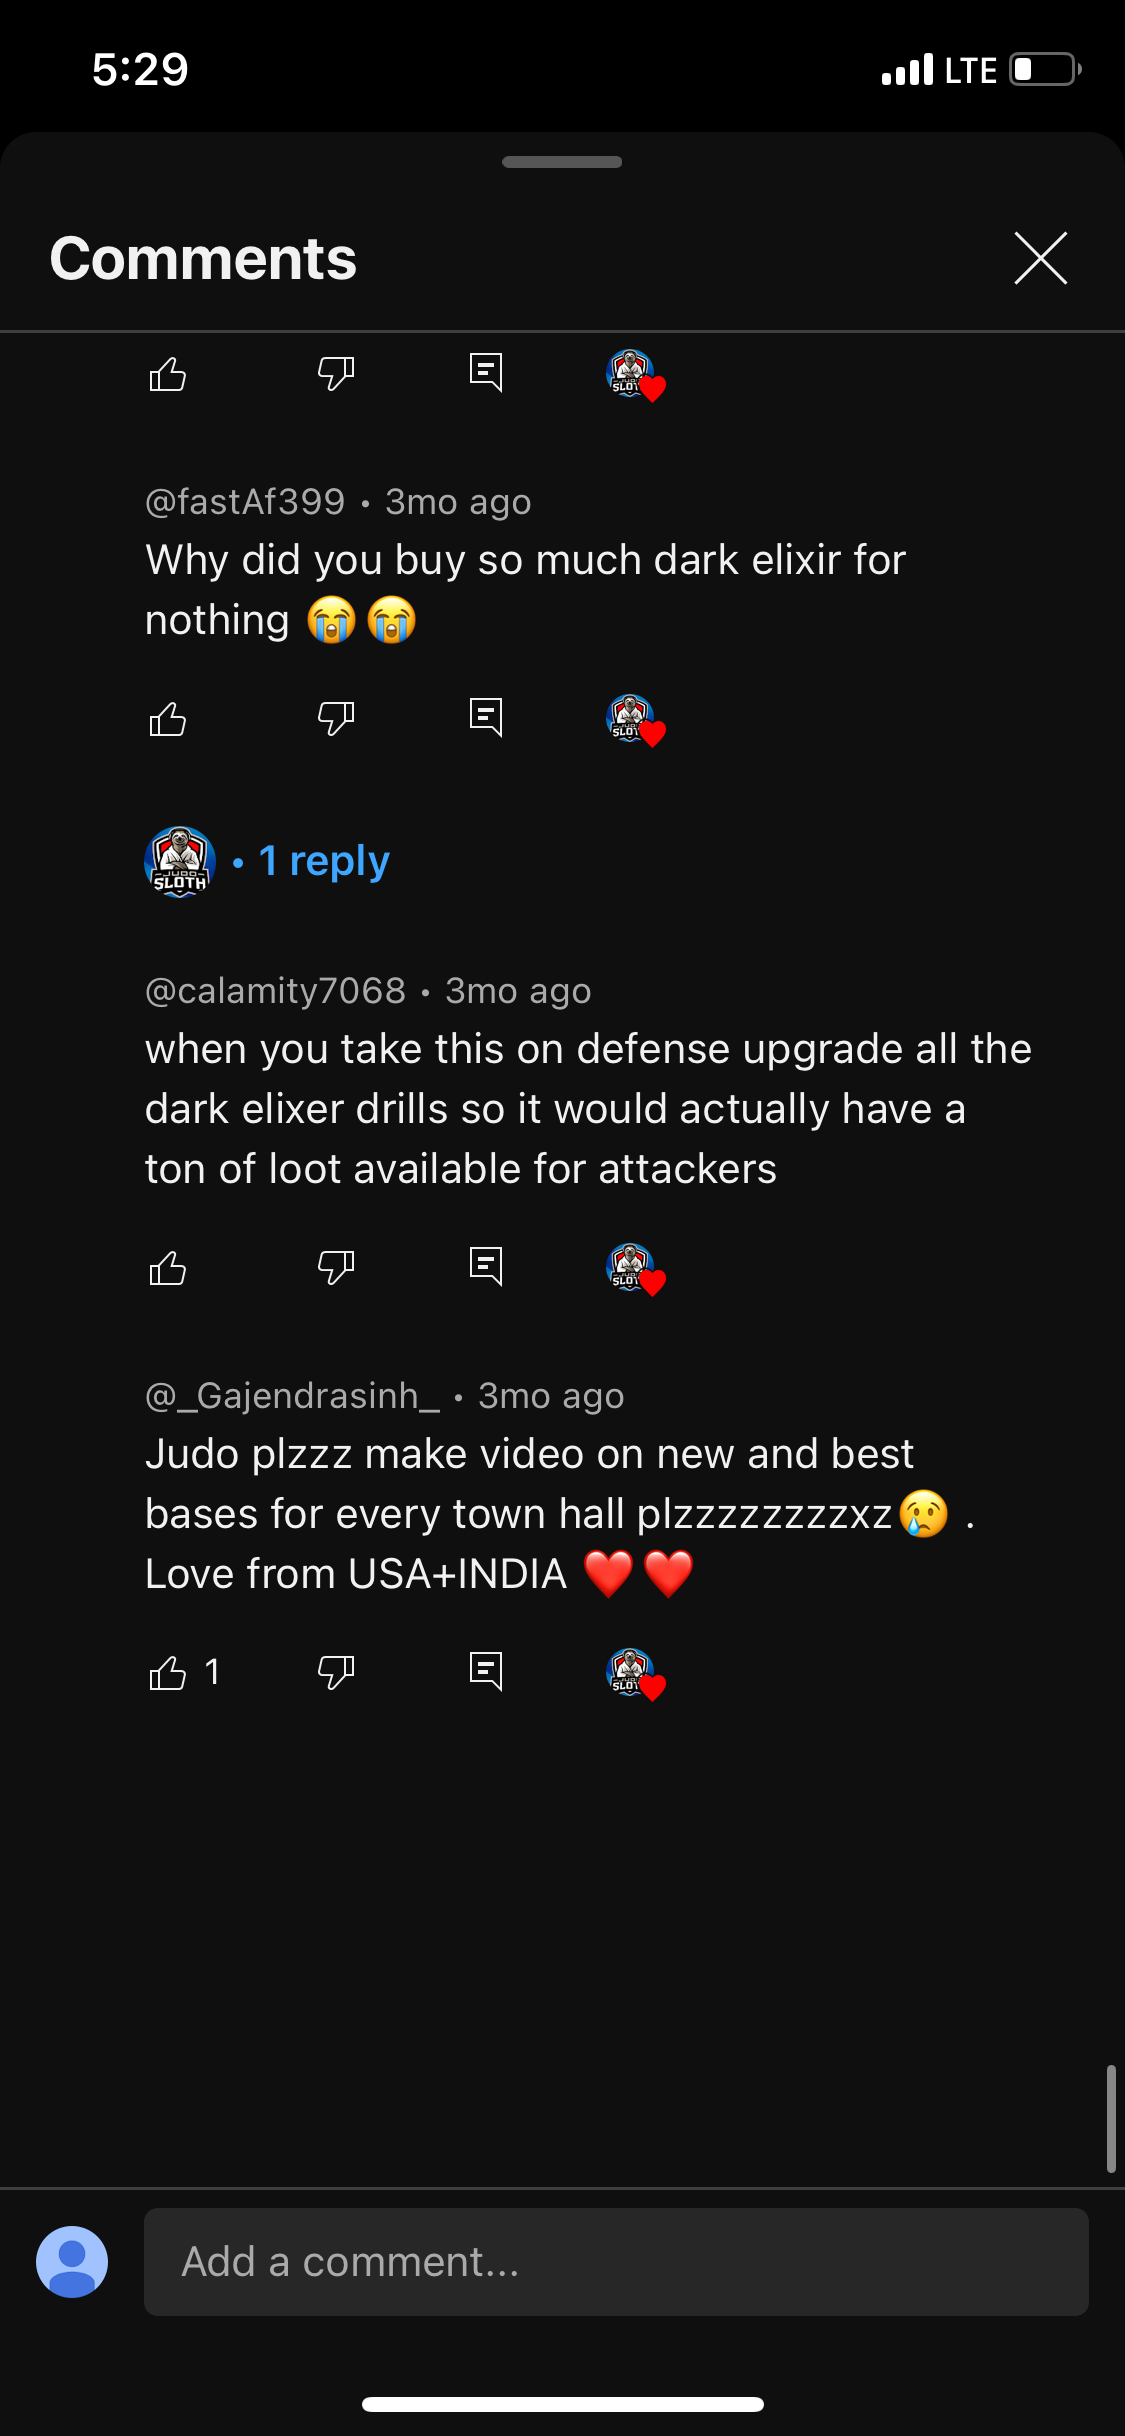 5:29
LTE
Comments
@fastAf399 • 3mo ago
Why did you buy so much dark elixir for
nothing 😭😭
JUDO
SLOTH
• 1 reply
@calamity7068 • 3mo ago
when you take this on defense upgrade all the
dark elixer drills so it would actually have a
ton of loot available for attackers
@_Gajendrasinh_ • 3mo ago
Judo plzzz make video on new and best
bases for every town hall plzzzzzzzzxz😢 .
Love from USA+INDIA ❤️❤️
1
Add a comment...